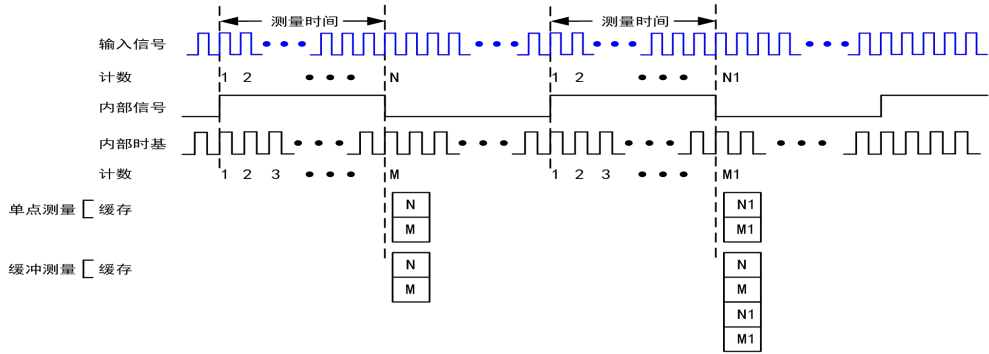 测量时间 测量时间
输入信号
计数 1 2 N 1 2 N1
内部信号
内部时基
计数 1 2 3 M 1 2 3 M1
单点测量 缓存 N N1
M M1
缓冲测量 缓存 N N
M M
N1
M1